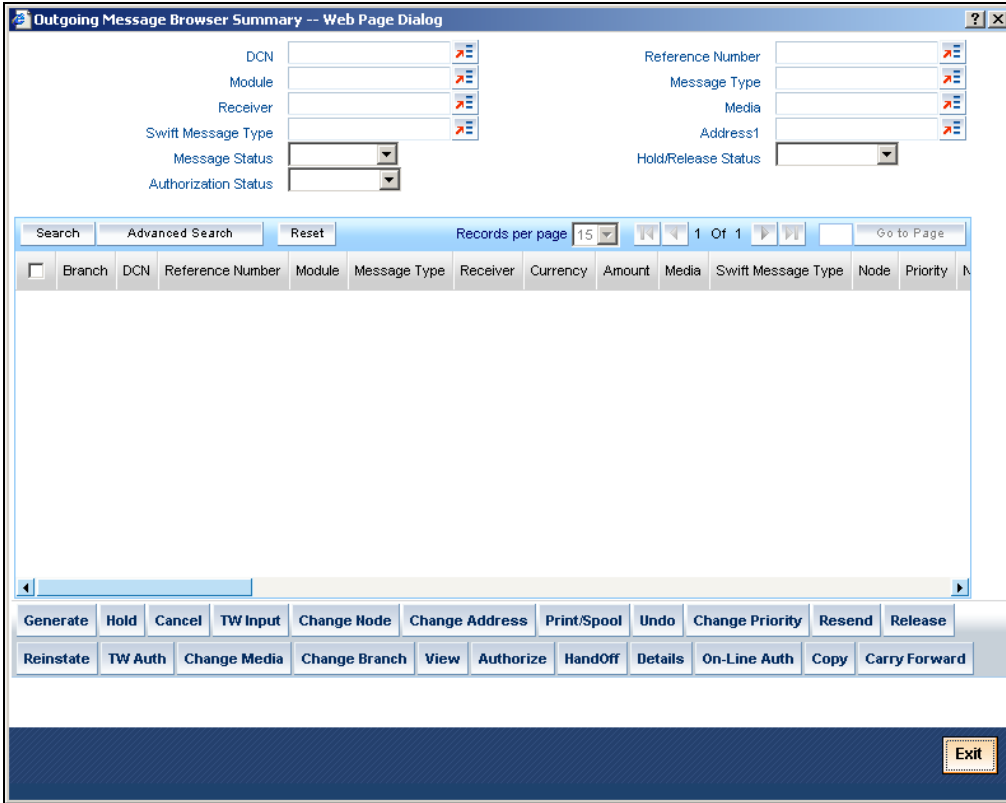 Outgoing Message Browser Summary -- Web Page Dialog
DCN
Reference Number
Module
Message Type
Receiver
Media
Swift Message Type
Address1
Message Status
Hold/Release Status
Authorization Status
Search Advanced Search Reset Records per page 15 1 Of 1 Go to Page
Branch DCN Reference Number Module Message Type Receiver Currency Amount Media Swift Message Type Node Priority N
Generate Hold Cancel TW Input Change Node Change Address Print/Spool Undo Change Priority Resend Release
Reinstate TW Auth Change Media Change Branch View Authorize HandOff Details On-Line Auth Copy Carry Forward
Exit